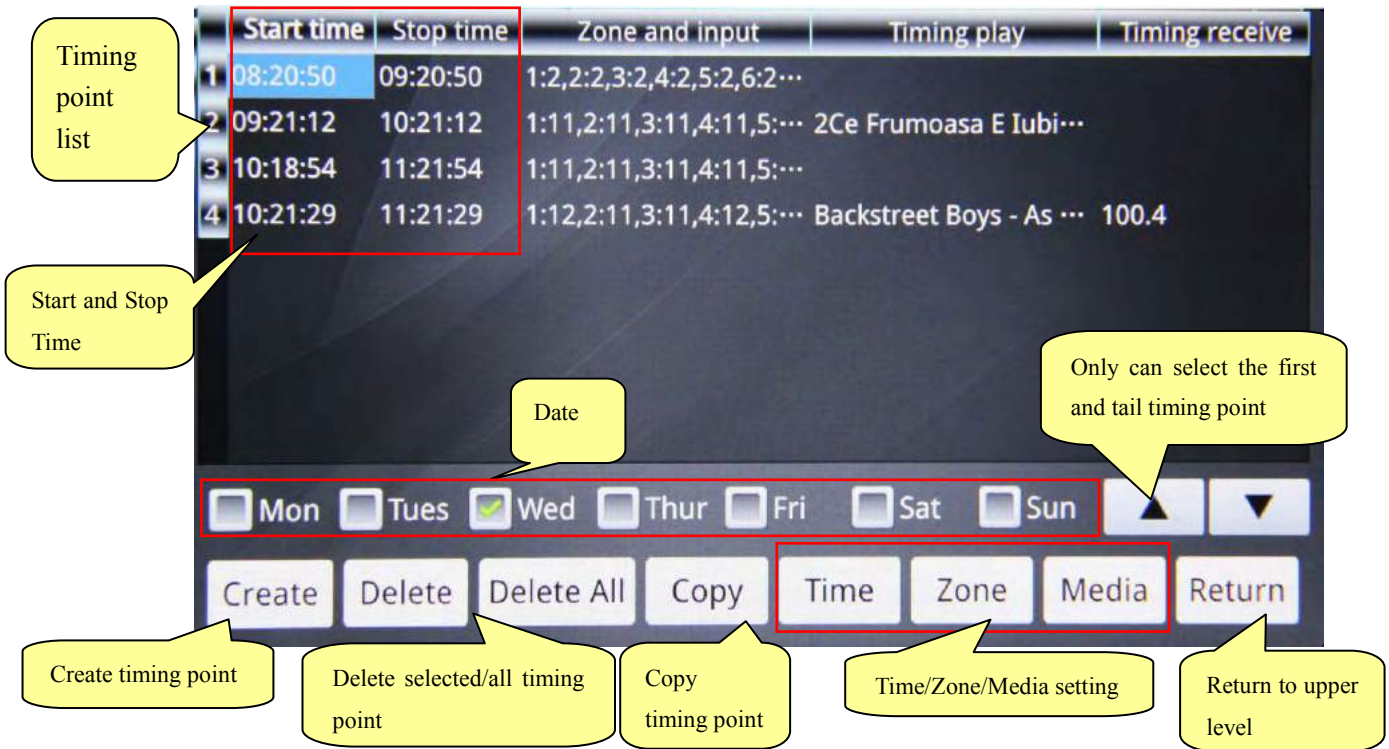 Timing
point
list
Start time Stop time Zone and input Timing play Timing receive
1 08:20:50 09:20:50 1:2,2:2,3:2,4:2,5:2,6:2···
2 09:21:12 10:21:12 1:11,2:11,3:11,4:11,5:··· 2Ce Frumoasa E Iubi···
3 10:18:54 11:21:54 1:11,2:11,3:11,4:11,5:···
4 10:21:29 11:21:29 1:12,2:11,3:11,4:12,5:··· Backstreet Boys - As ··· 100.4
Start and Stop
Time
Only can select the first
and tail timing point
Date
Mon Tues Wed Thur Fri Sat Sun
Create Delete Delete All Copy Time Zone Media Return
Create timing point
Delete selected/all timing
point
Copy
timing point
Time/Zone/Media setting
Return to upper
level